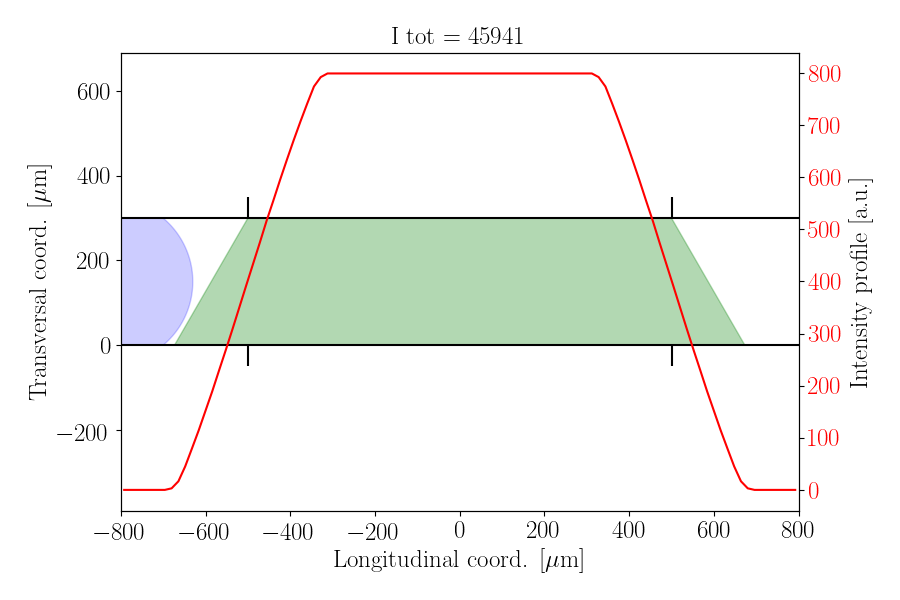 I tot = 45941
Transversal coord. [μm]
600
400
200
0
−200
800
700
600
500
400
300
200
100
0
Intensity profile [a.u.]
−800 −600 −400 −200 0 200 400 600 800
Longitudinal coord. [μm]